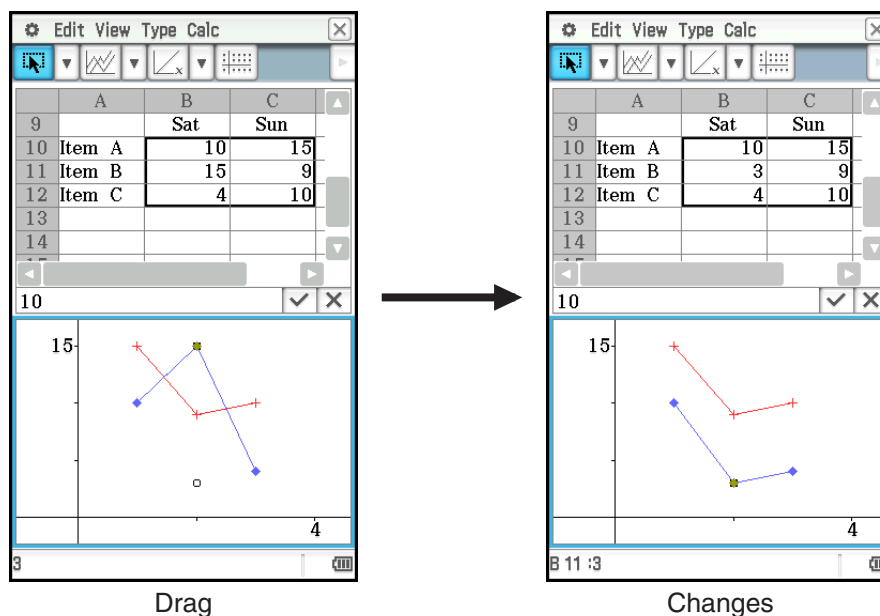 Edit View Type Calc
A B C
9 Sat Sun
10 Item A 10 15
11 Item B 15 9
12 Item C 4 10
13
14
10
15
4
3
Drag
Edit View Type Calc
A B C
9 Sat Sun
10 Item A 10 15
11 Item B 3 9
12 Item C 4 10
13
14
10
15
4
B 11 :3
Changes